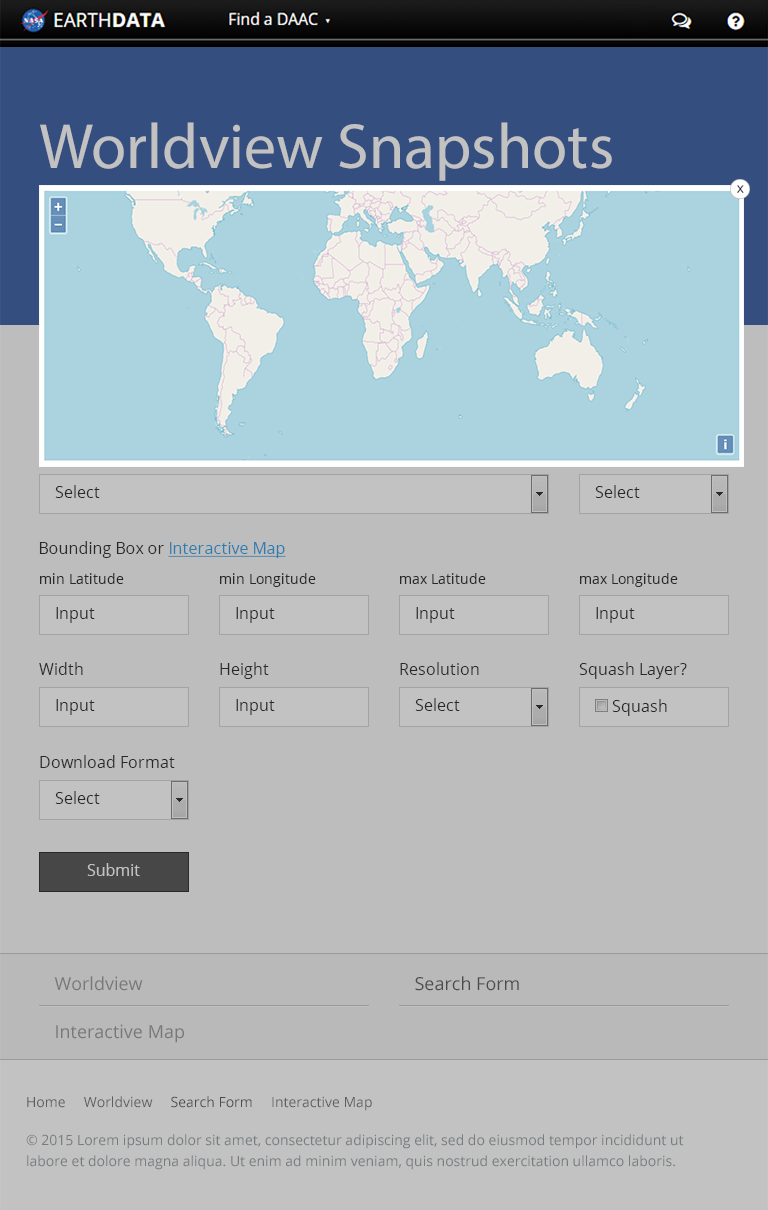 NASA EARTHDATA Find a DAAC
?
Worldview Snapshots
X
+
−
i
Select Select
Bounding Box or Interactive Map
min Latitude min Longitude max Latitude max Longitude
Input Input Input Input
Width Height Resolution Squash Layer?
Input Input Select Squash
Download Format
Select
Submit
Worldview Search Form
Interactive Map
Home Worldview Search Form Interactive Map
© 2015 Lorem ipsum dolor sit amet, consectetur adipiscing elit, sed do eiusmod tempor incididunt ut
labore et dolore magna aliqua. Ut enim ad minim veniam, quis nostrud exercitation ullamco laboris.